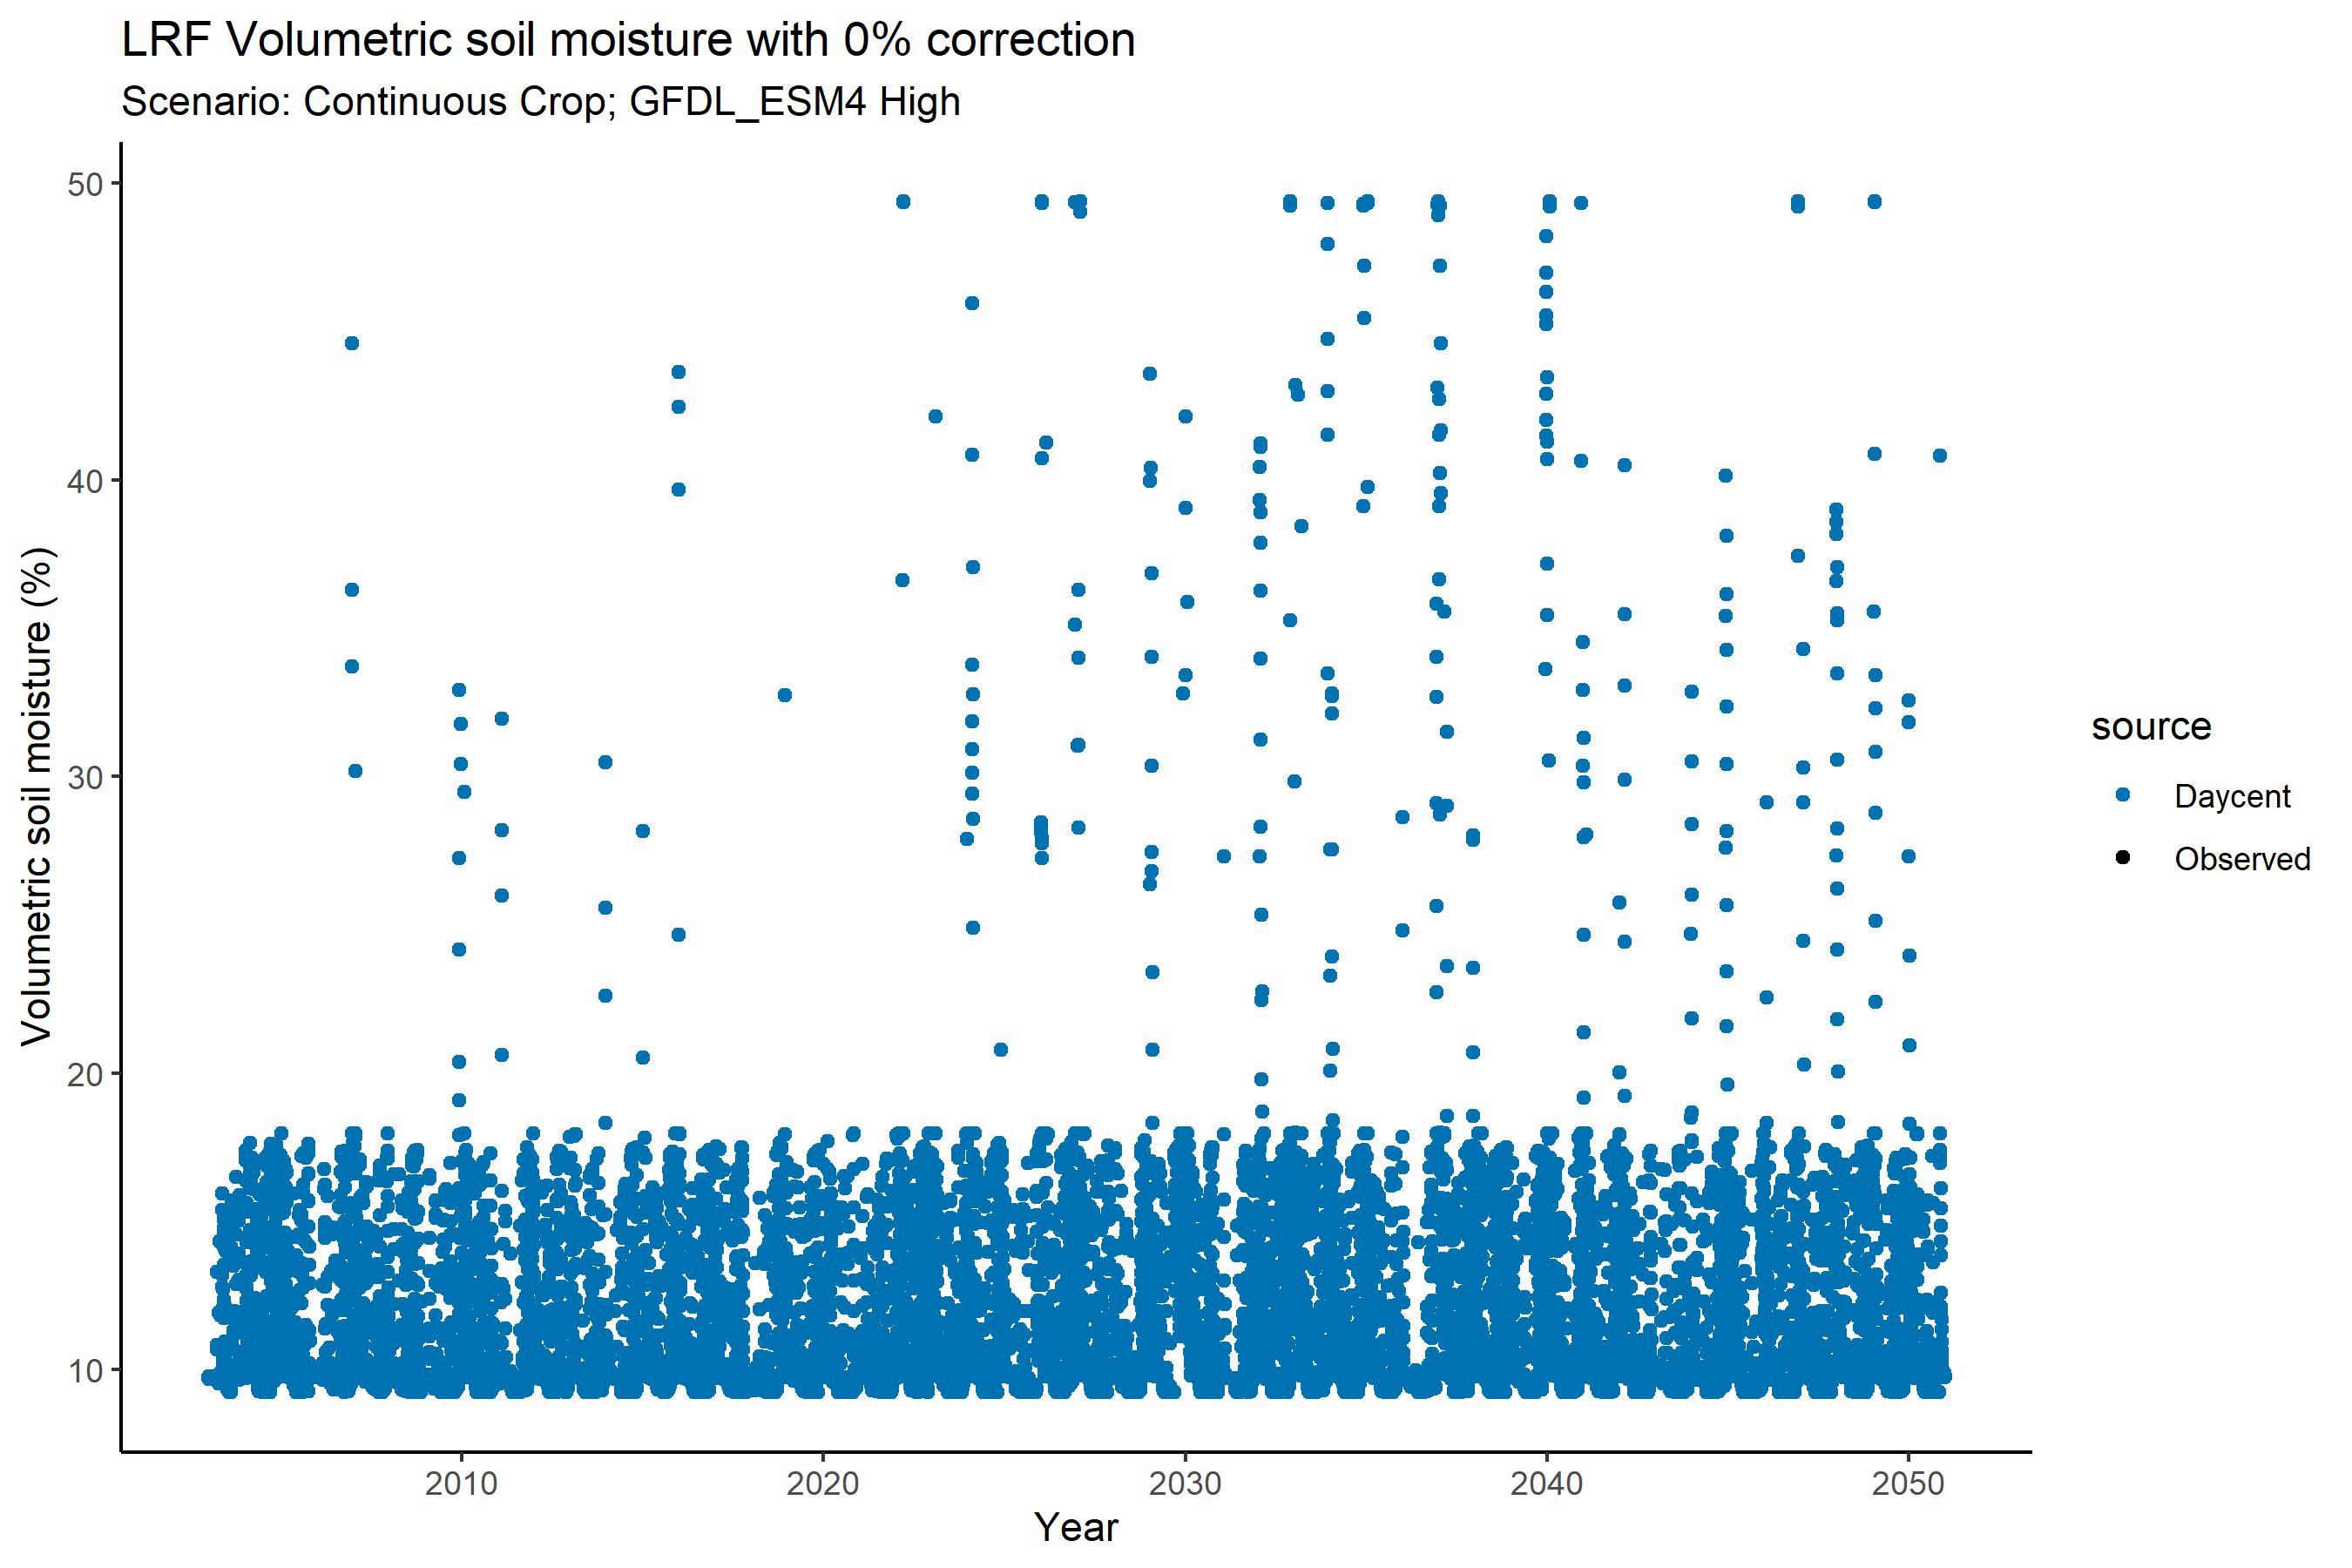 LRF Volumetric soil moisture with 0% correction
Scenario: Continuous Crop; GFDL_ESM4 High
Volumetric soil moisture (%)
50
40
30
20
10
2010
2020
2030
2040
2050
Year
source
Daycent
Observed